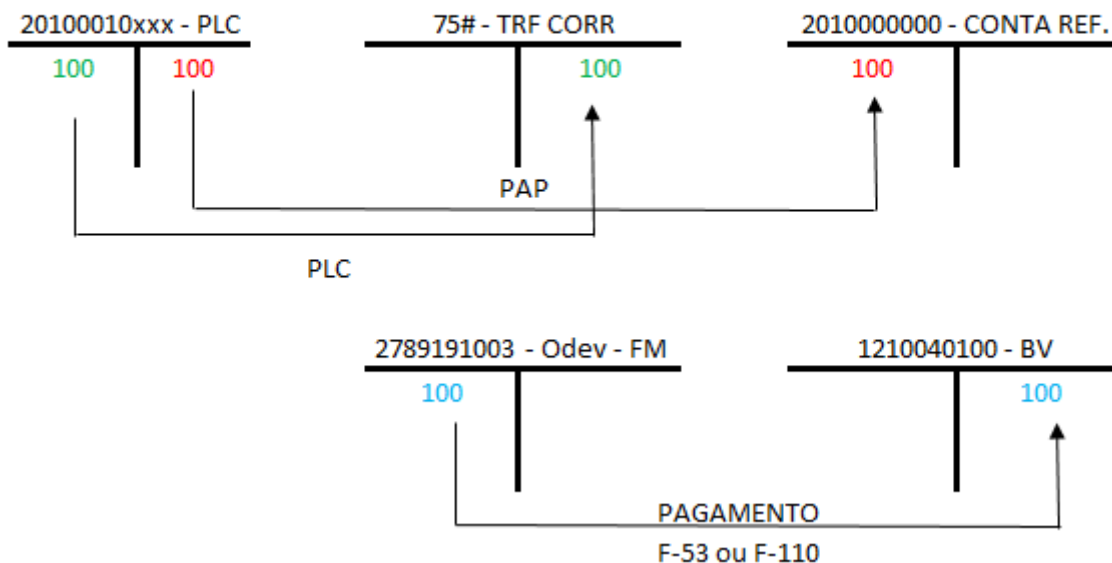 20100010xxx - PLC
75# - TRF CORR
2010000000 - CONTA REF.
100
100
100
100
PAP
PLC
2789191003 - Odev - FM
1210040100 - BV
100
100
PAGAMENTO
F-53 ou F-110